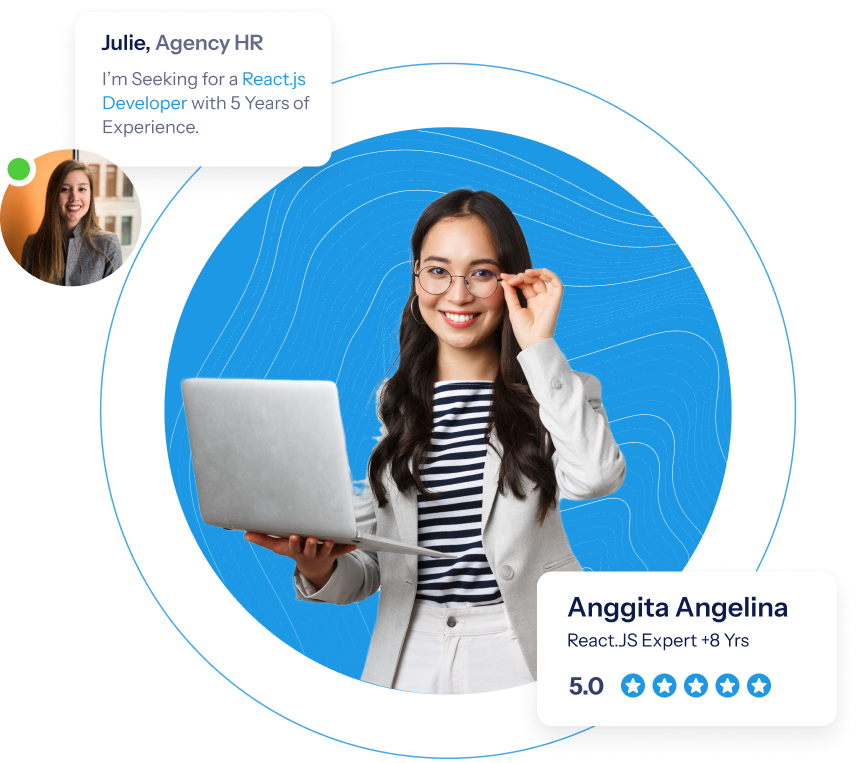 Julie, Agency HR
I'm Seeking for a React.js
Developer with 5 Years of
Experience.
Anggita Angelina
React.JS Expert +8 Yrs
5.0